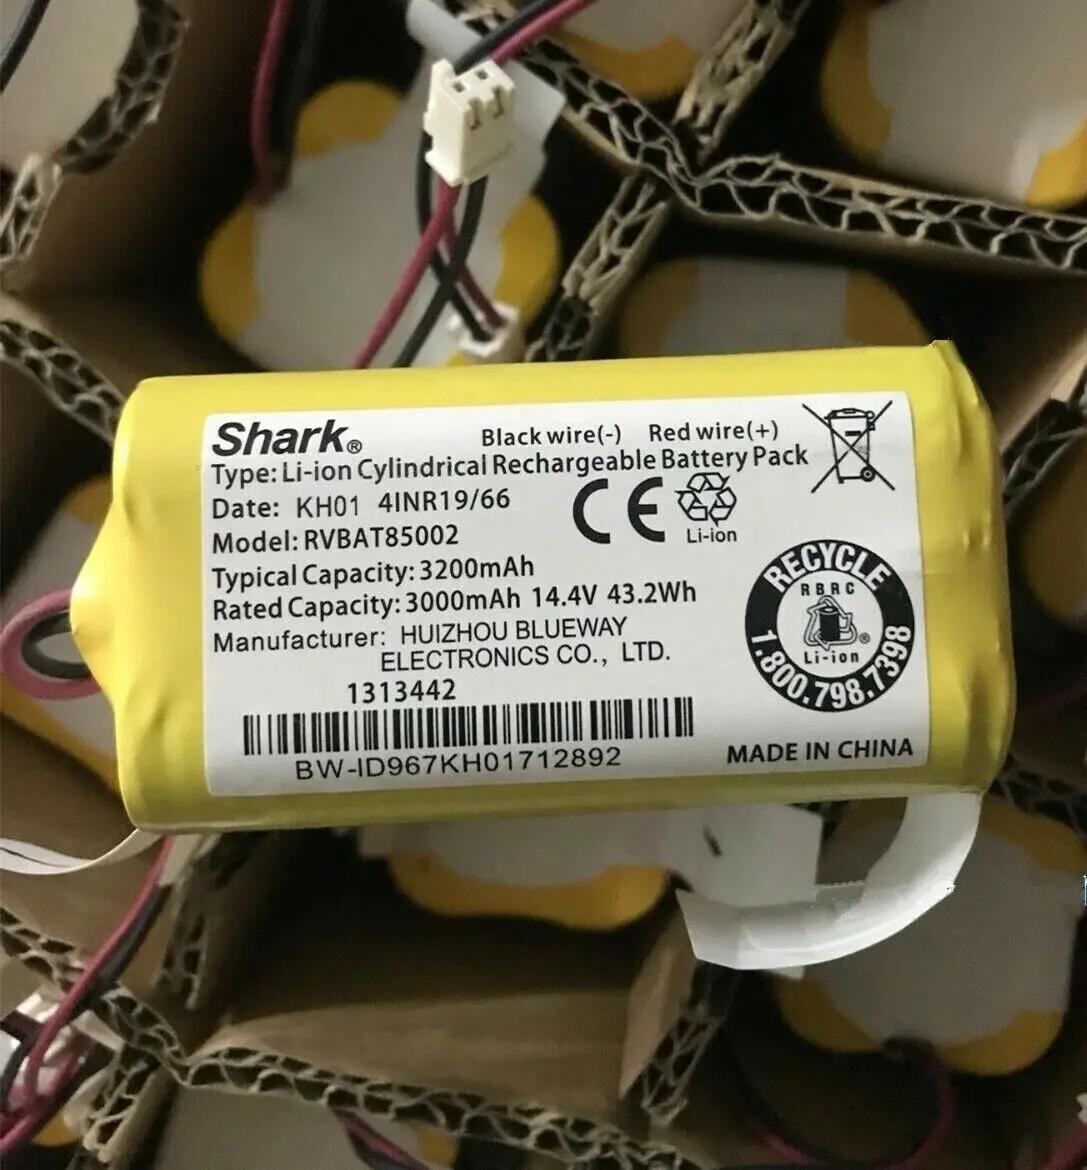 Shark®
Black wire(-) Red wire(+)
Type: Li-ion Cylindrical Rechargeable Battery Pack
Date: KH01 4INR19/66
Model: RVBAT85002
Typical Capacity: 3200mAh
Rated Capacity: 3000mAh 14.4V 43.2Wh
Manufacturer: HUIZHOU BLUEWAY
ELECTRONICS CO., LTD.
1313442
BW-ID967KH01712892
CE
Li-ion
RECYCLE
RBRC
®
Li-ion
1.800.798.7398
MADE IN CHINA